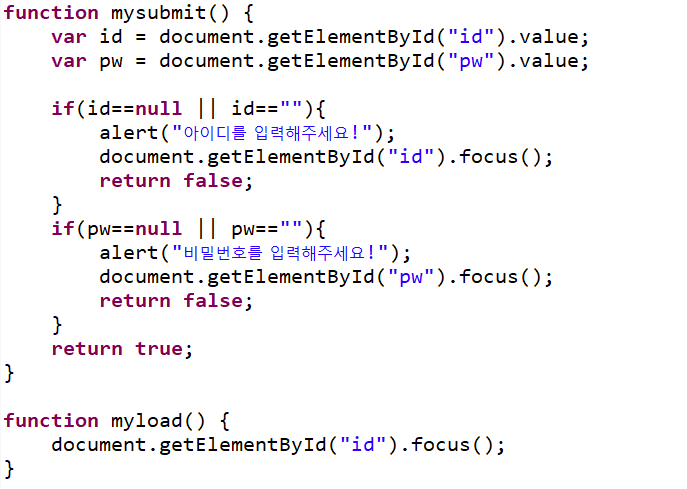 function mysubmit() {
    var id = document.getElementById("id").value;
    var pw = document.getElementById("pw").value;

    if(id==null || id==""){
        alert("아이디를 입력해주세요!");
        document.getElementById("id").focus();
        return false;
    }
    if(pw==null || pw==""){
        alert("비밀번호를 입력해주세요!");
        document.getElementById("pw").focus();
        return false;
    }
    return true;
}

function myload() {
    document.getElementById("id").focus();
}